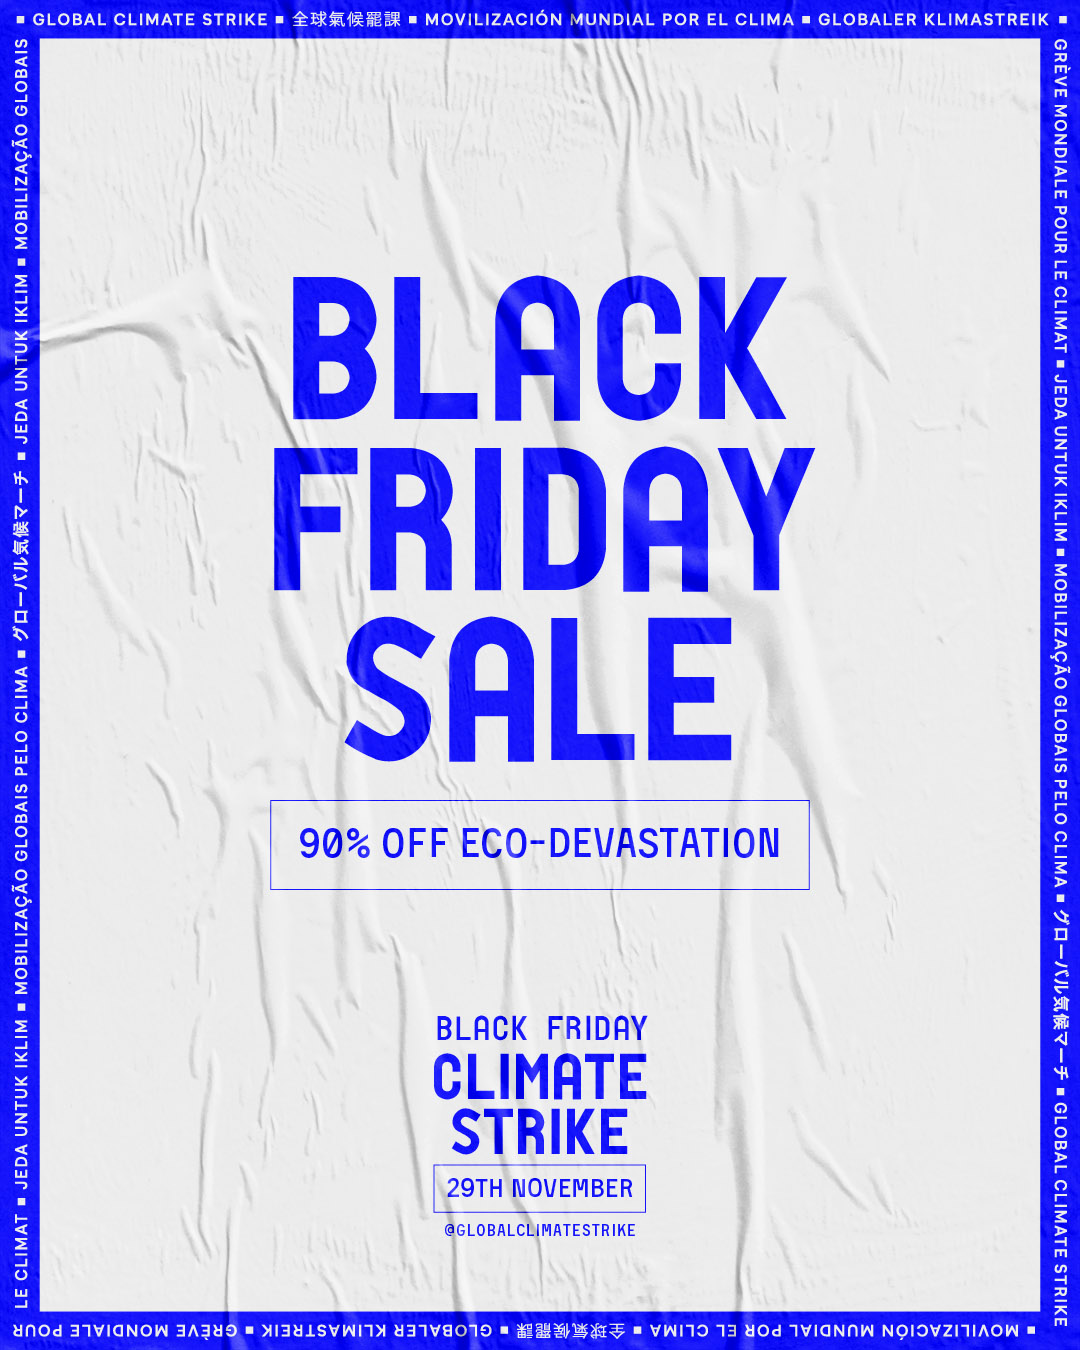 ■ GLOBAL CLIMATE STRIKE ■ 全球氣候罷課 ■ MOVILIZACIÓN MUNDIAL POR EL CLIMA ■ GLOBALER KLIMASTREIK ■
GRÈVE MONDIALE POUR LE CLIMAT ■ JEDA UNTUK IKLIM ■ MOBILIZAÇÃO GLOBAIS PELO CLIMA ■ グローバル気候マーチ ■ GLOBAL CLIMATE STRIKE
■ MOVILIZACIÓN MUNDIAL POR EL CLIMA ■ 全球氣候罷課 ■ GLOBALER KLIMASTREIK ■ GRÈVE MONDIALE POUR
LE CLIMAT ■ JEDA UNTUK IKLIM ■ MOBILIZAÇÃO GLOBAIS PELO CLIMA ■ グローバル気候マーチ ■ JEDA UNTUK IKLIM ■ MOBILIZAÇÃO GLOBAIS
BLACK
FRIDAY
SALE
90% OFF ECO-DEVASTATION
BLACK FRIDAY
CLIMATE
STRIKE
29TH NOVEMBER
@GLOBALCLIMATESTRIKE